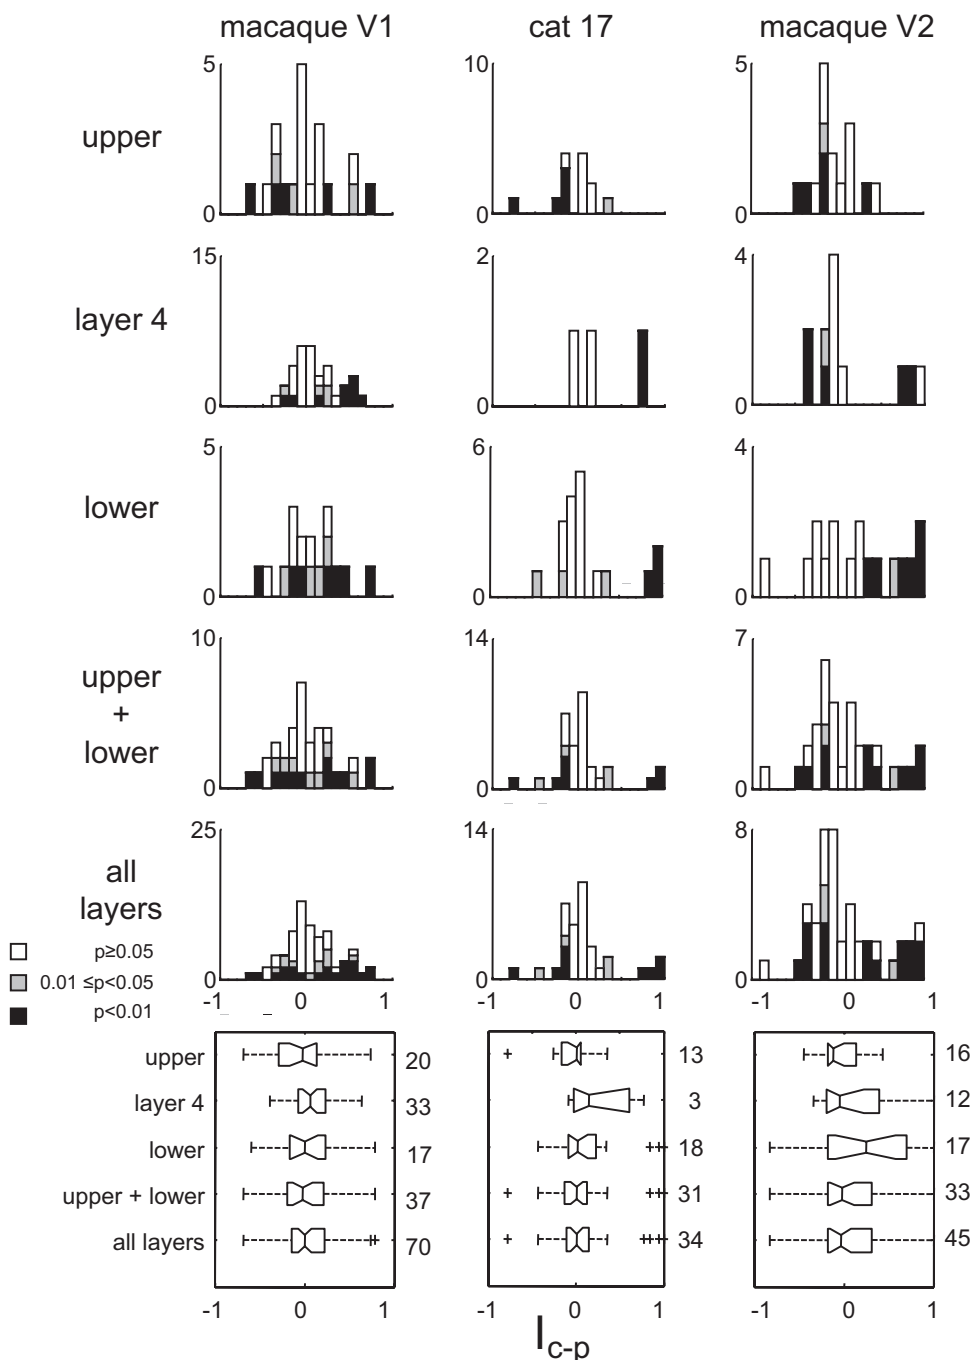 macaque V1 cat 17 macaque V2
5 10 5
upper
0 0 0
15 2 4
layer 4
0 0 0
5 6 4
lower
0 0 0
10 14 7
upper
+
lower
0 0 0
25 14 8
all
layers
p≥0.05
0.01 ≤p<0.05
p<0.01
0 0 0
-1 0 1 -1 0 1 -1 0 1
upper 20 13 16
layer 4 33 3 12
lower 17 18 17
upper + lower 37 31 33
all layers 70 34 45
-1 0 1 -1 0 1 -1 0 1
I c-p